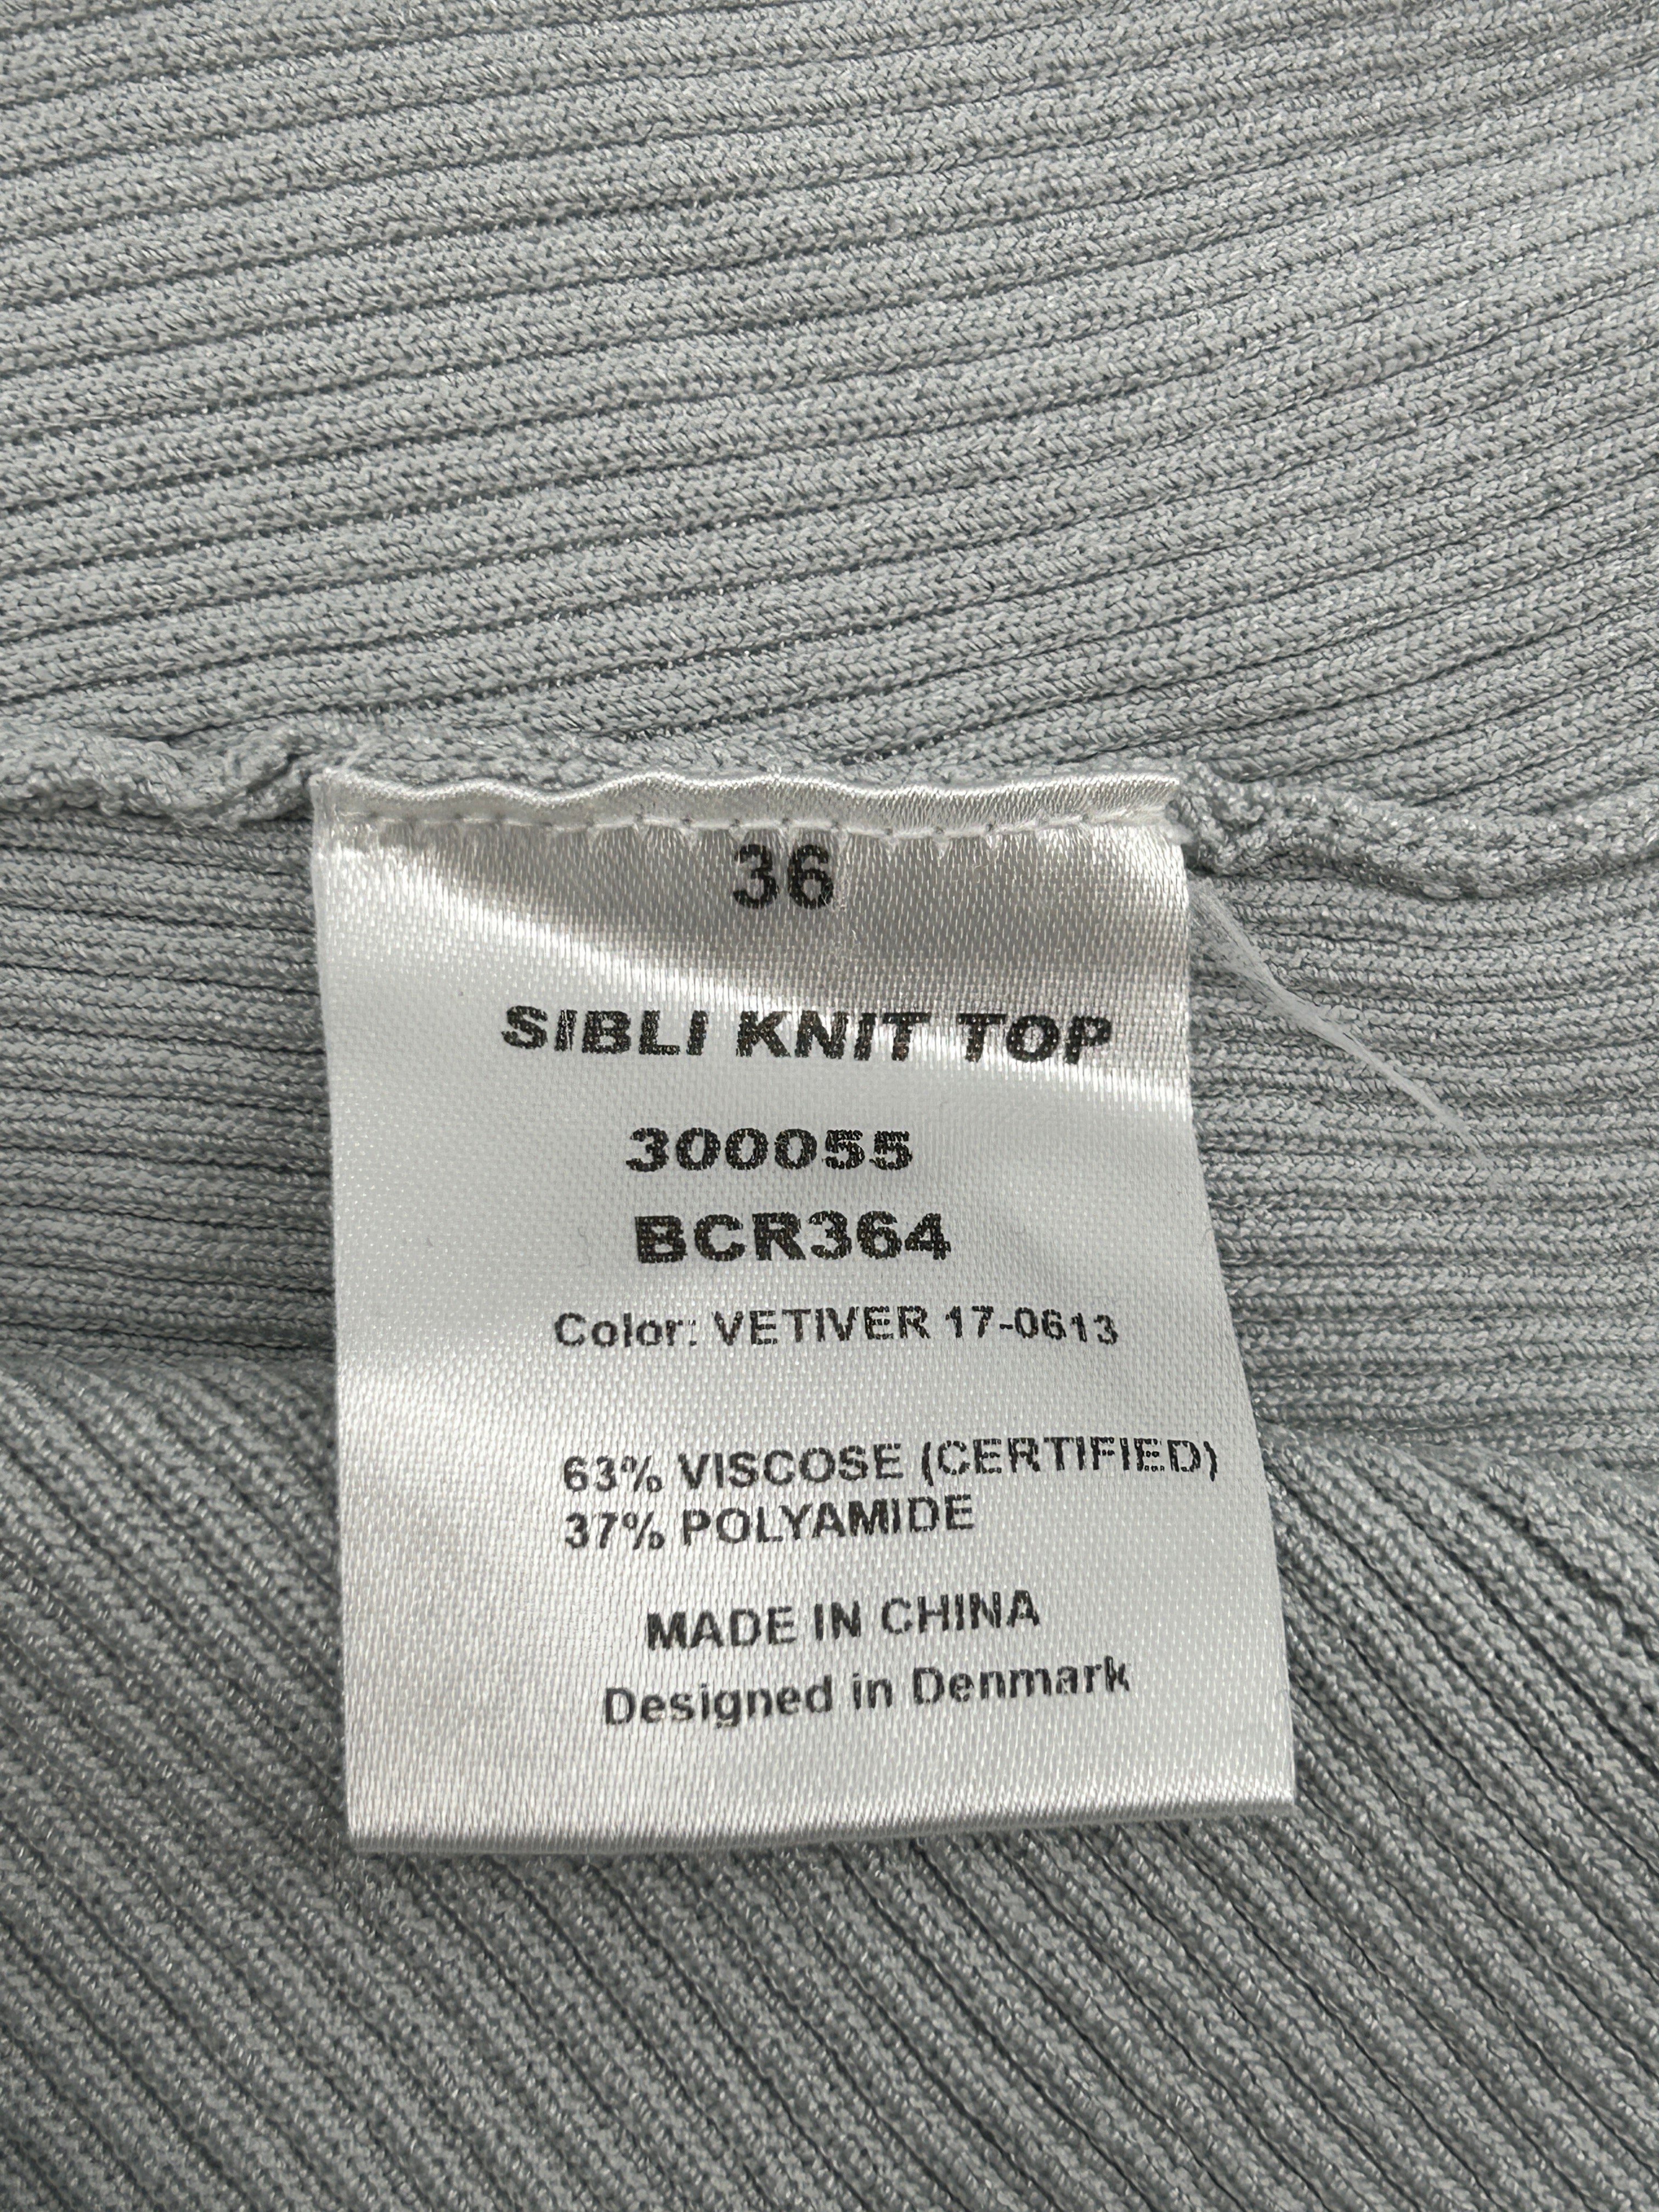 36
SIBLI KNIT TOP
300055
BCR364
Color: VETIVER 17-0613
63% VISCOSE (CERTIFIED)
37% POLYAMIDE
MADE IN CHINA
Designed in Denmark